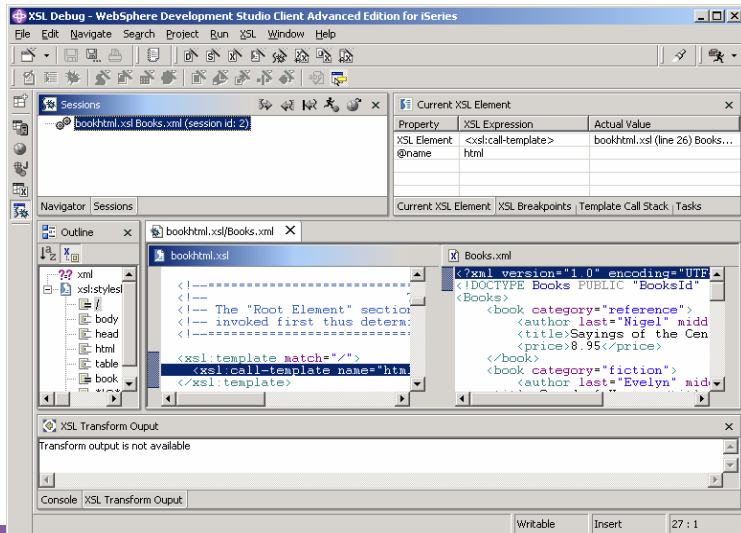 XSL Debug - WebSphere Development Studio Client Advanced Edition for iSeries
File Edit Navigate Search Project Run XSL Window Help
Sessions
bookhtml.xsl Books.xml (session id: 2)
Navigator Sessions
Current XSL Element
Property XSL Expression Actual Value
XSL Element <xsl:call-template> bookhtml.xsl (line 26) Books...
@name html
Current XSL Element XSL Breakpoints Template Call Stack Tasks
Outline
?? xml
xsl:stylesl
/
body
head
html
table
book
bookhtml.xsl/Books.xml
bookhtml.xsl
<!--============================
<!--
<!-- The "Root Element" section
<!-- invoked first thus determi
<!--============================
<xsl:template match="/">
<xsl:call-template name="html
</xsl:template>
Books.xml
<?xml version="1.0" encoding="UTF
<!DOCTYPE Books PUBLIC "BooksId"
<Books>
<book category="reference">
<author last="Nigel" midd
<title>Sayings of the Cen
<price>8.95</price>
</book>
<book category="fiction">
<author last="Evelyn" mid
XSL Transform Ouput
Transform output is not available
Console XSL Transform Ouput
Writable Insert 27 : 1